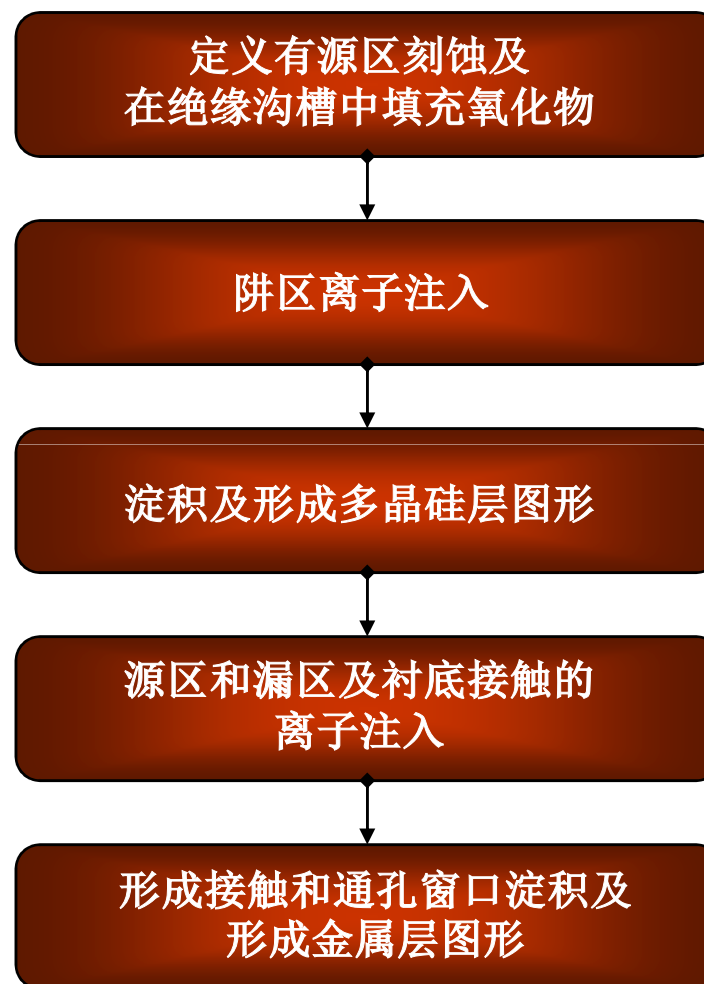 定义有源区刻蚀及
在绝缘沟槽中填充氧化物
阱区离子注入
淀积及形成多晶硅层图形
源区和漏区及衬底接触的
离子注入
形成接触和通孔窗口淀积及
形成金属层图形